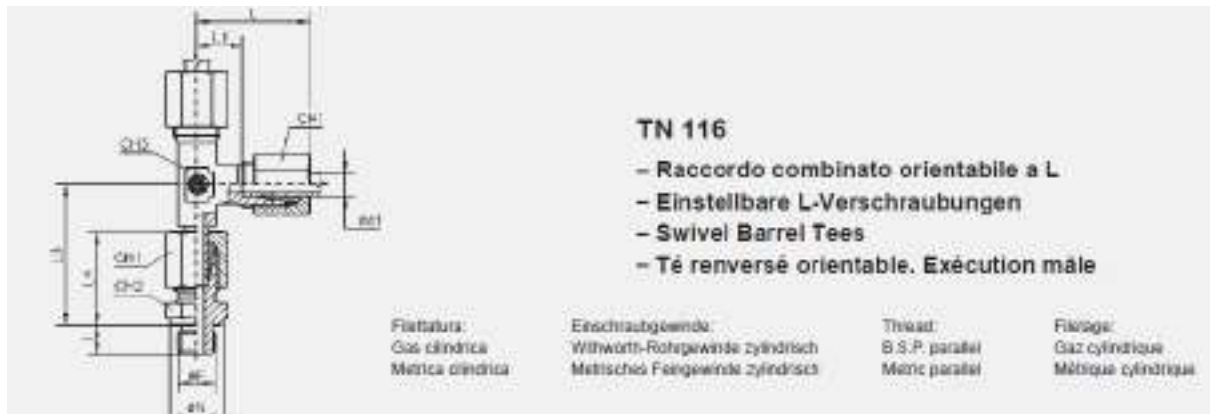 L
CH1
CH3
CH1
CH2
TN 116
– Raccordo combinato orientabile a L
– Einstellbare L-Verschraubungen
– Swivel Barrel Tees
– Té renversé orientable. Exécution mâle
Filettatura:
Gas cilindrica
Metrica cilindrica
Einschraubgewinde:
Withworth-Rohrgewinde zylindrisch
Metrisches Feingewinde zylindrisch
Thread:
B.S.P. parallel
Metric parallel
Filetage:
Gaz cylindrique
Métrique cylindrique